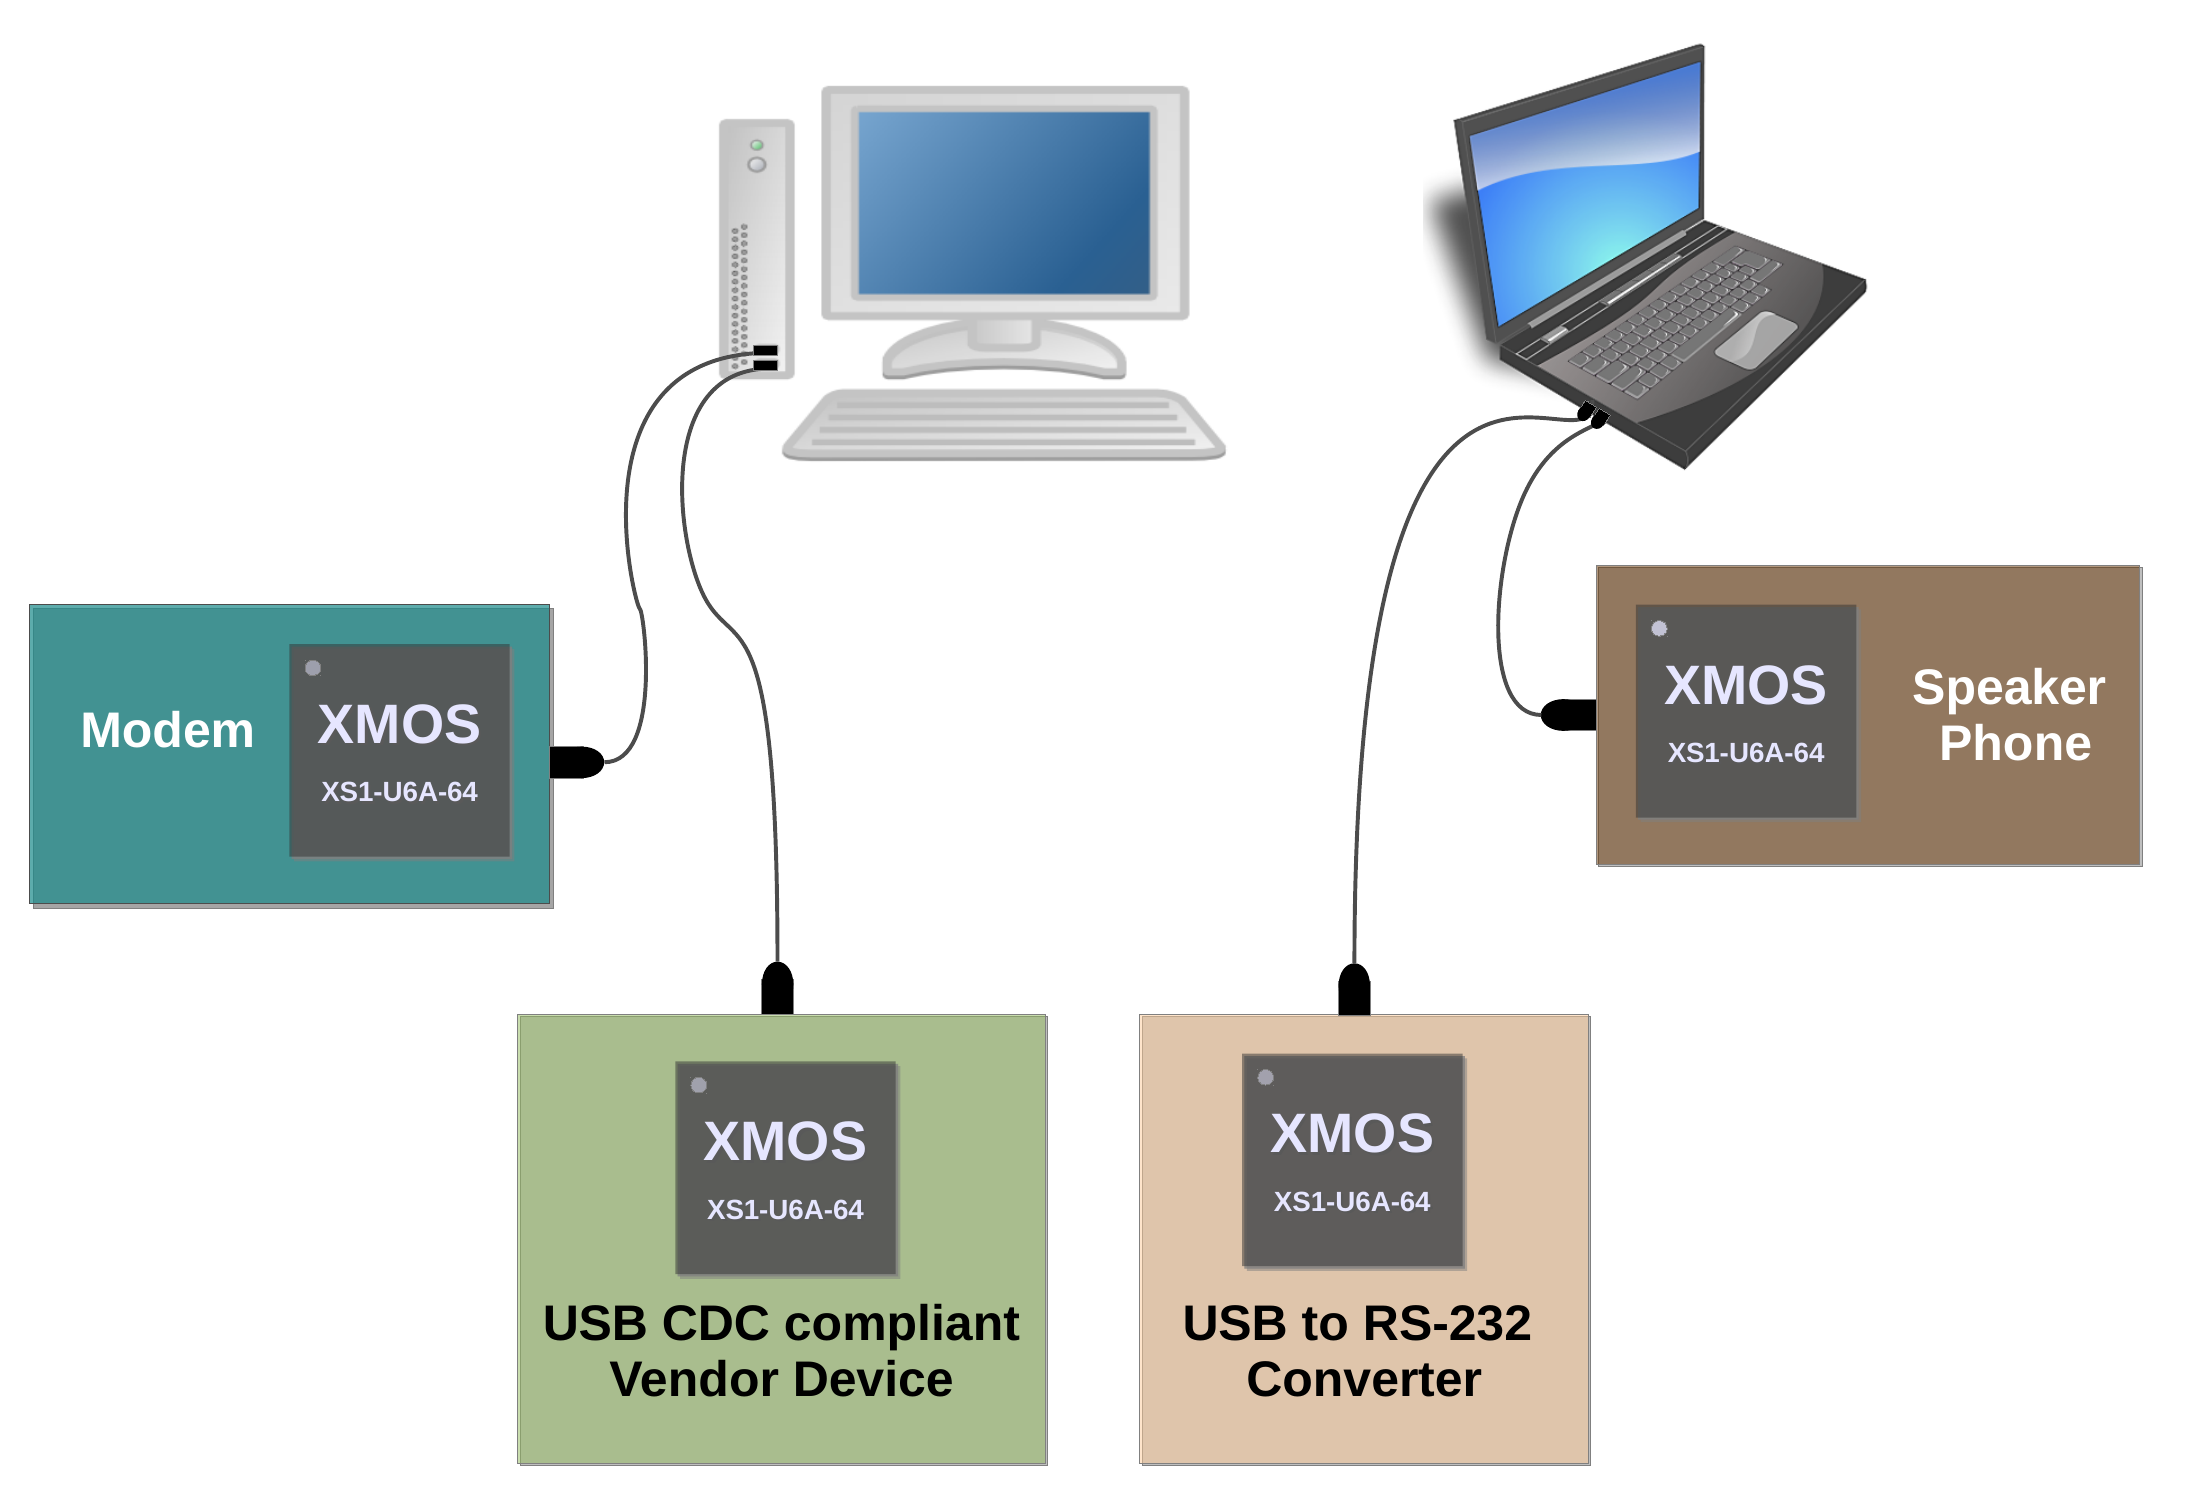 Modem
XMOS
XS1-U6A-64
XMOS
XS1-U6A-64
Speaker
Phone
XMOS
XS1-U6A-64
USB CDC compliant
Vendor Device
XMOS
XS1-U6A-64
USB to RS-232
Converter